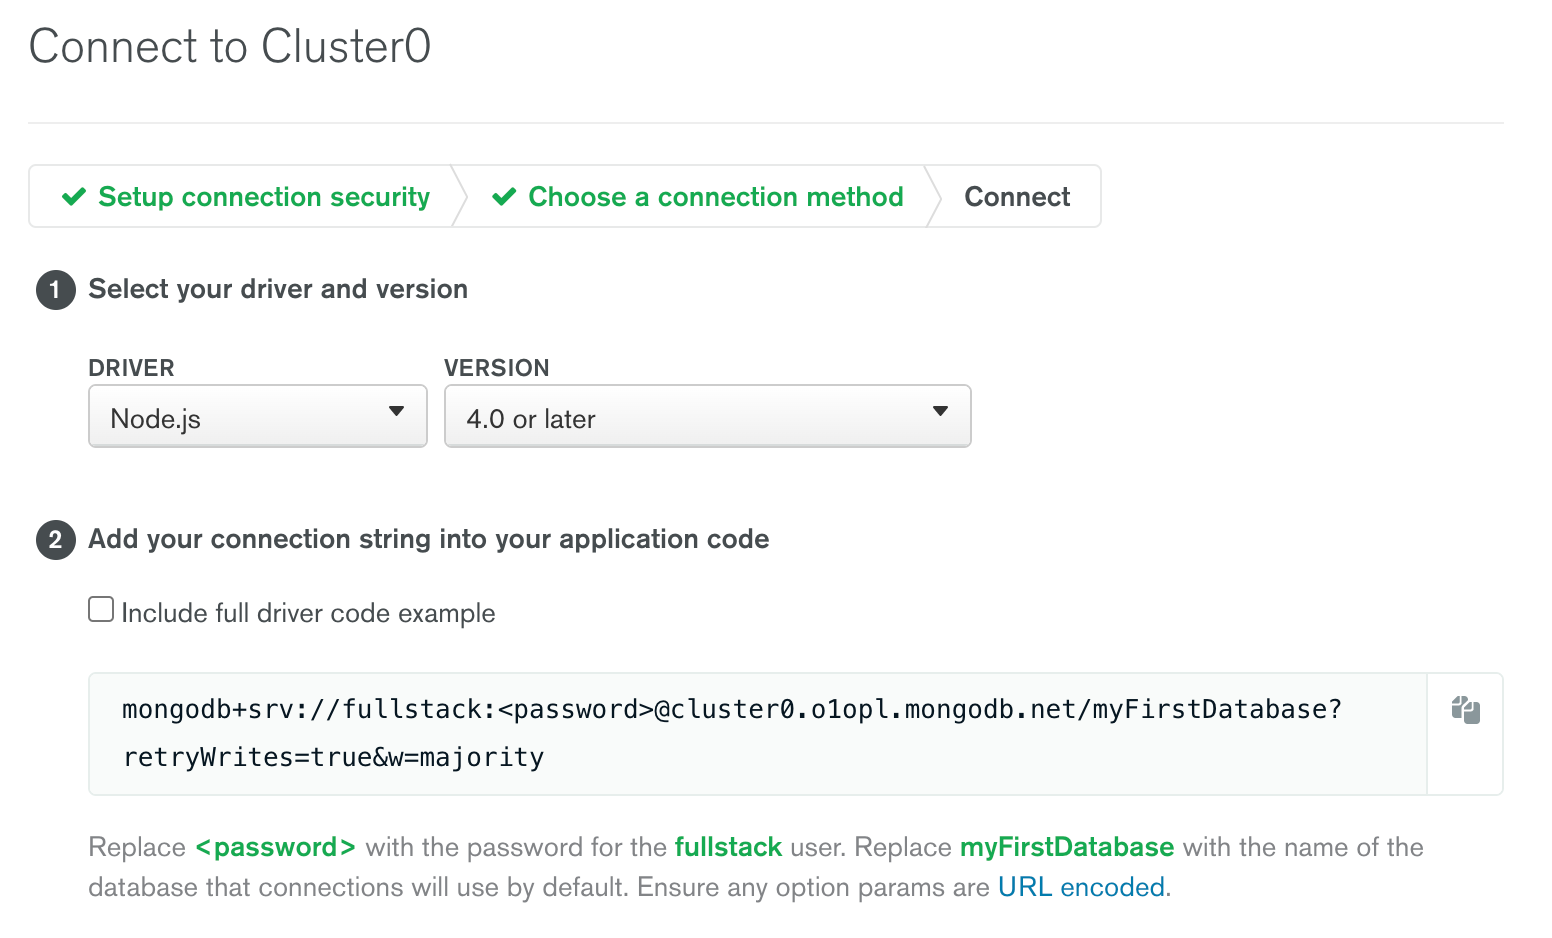 Connect to Cluster0
Setup connection security
Choose a connection method
Connect
1 Select your driver and version
DRIVER
VERSION
Node.js
4.0 or later
2 Add your connection string into your application code
Include full driver code example
mongodb+srv://fullstack:<password>@cluster0.o1opl.mongodb.net/myFirstDatabase?
retryWrites=true&w=majority
Replace <password> with the password for the fullstack user. Replace myFirstDatabase with the name of the
database that connections will use by default. Ensure any option params are URL encoded.